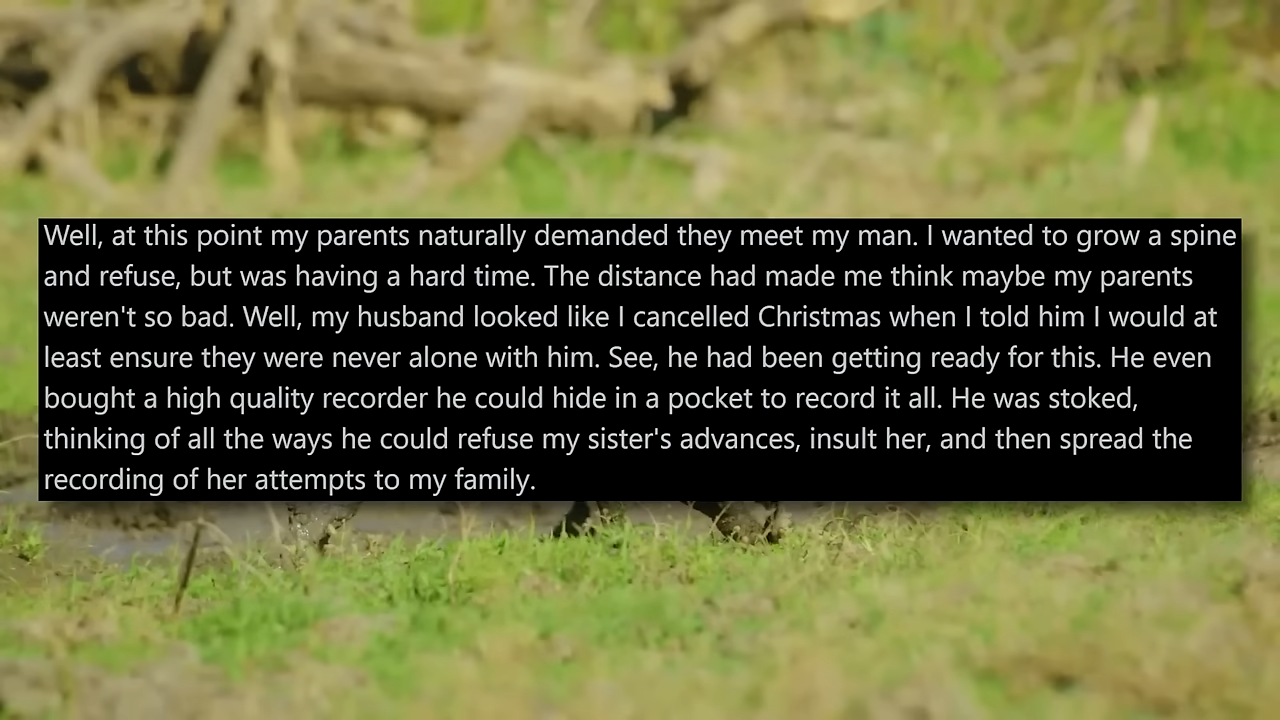 Well, at this point my parents naturally demanded they meet my man. I wanted to grow a spine
and refuse, but was having a hard time. The distance had made me think maybe my parents
weren't so bad. Well, my husband looked like I cancelled Christmas when I told him I would at
least ensure they were never alone with him. See, he had been getting ready for this. He even
bought a high quality recorder he could hide in a pocket to record it all. He was stoked,
thinking of all the ways he could refuse my sister's advances, insult her, and then spread the
recording of her attempts to my family.